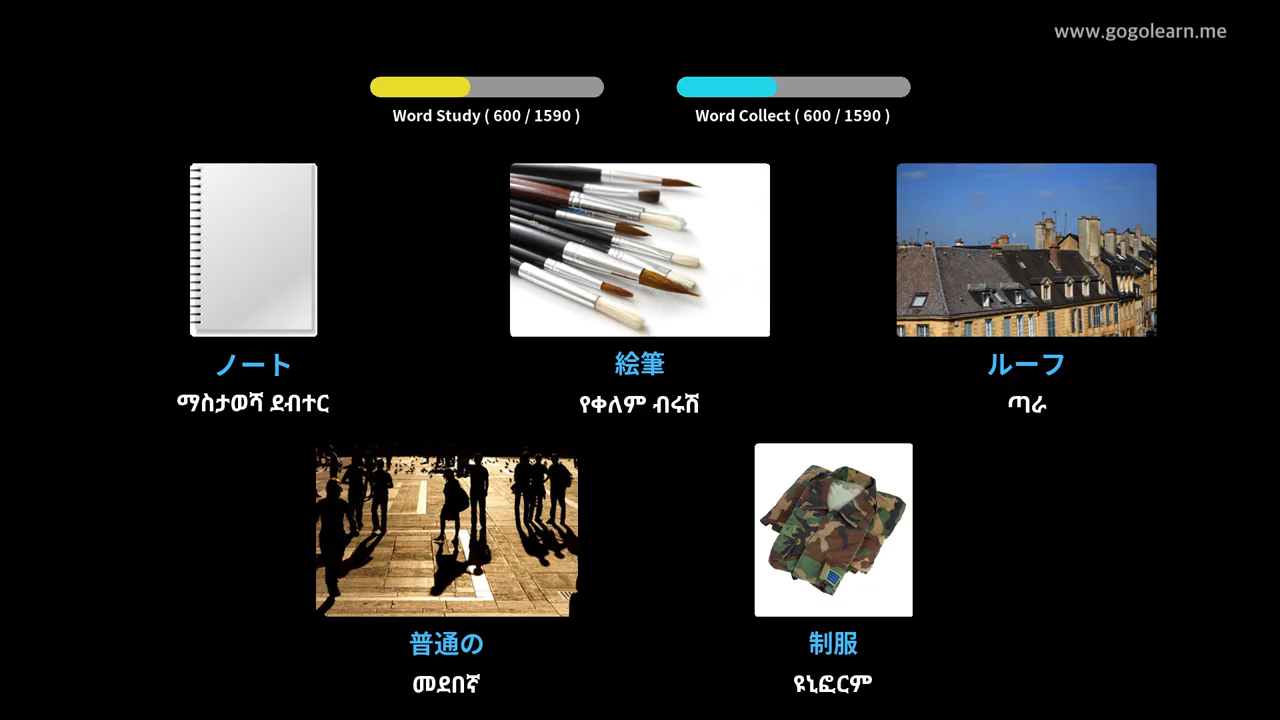 www.gogolearn.me
Word Study ( 600 / 1590 )
Word Collect ( 600 / 1590 )
ノート
ማስታወሻ ደብተር
絵筆
የቀለም ብሩሽ
ルーフ
ጣራ
普通の
መደበኛ
制服
ዩኒፎርም